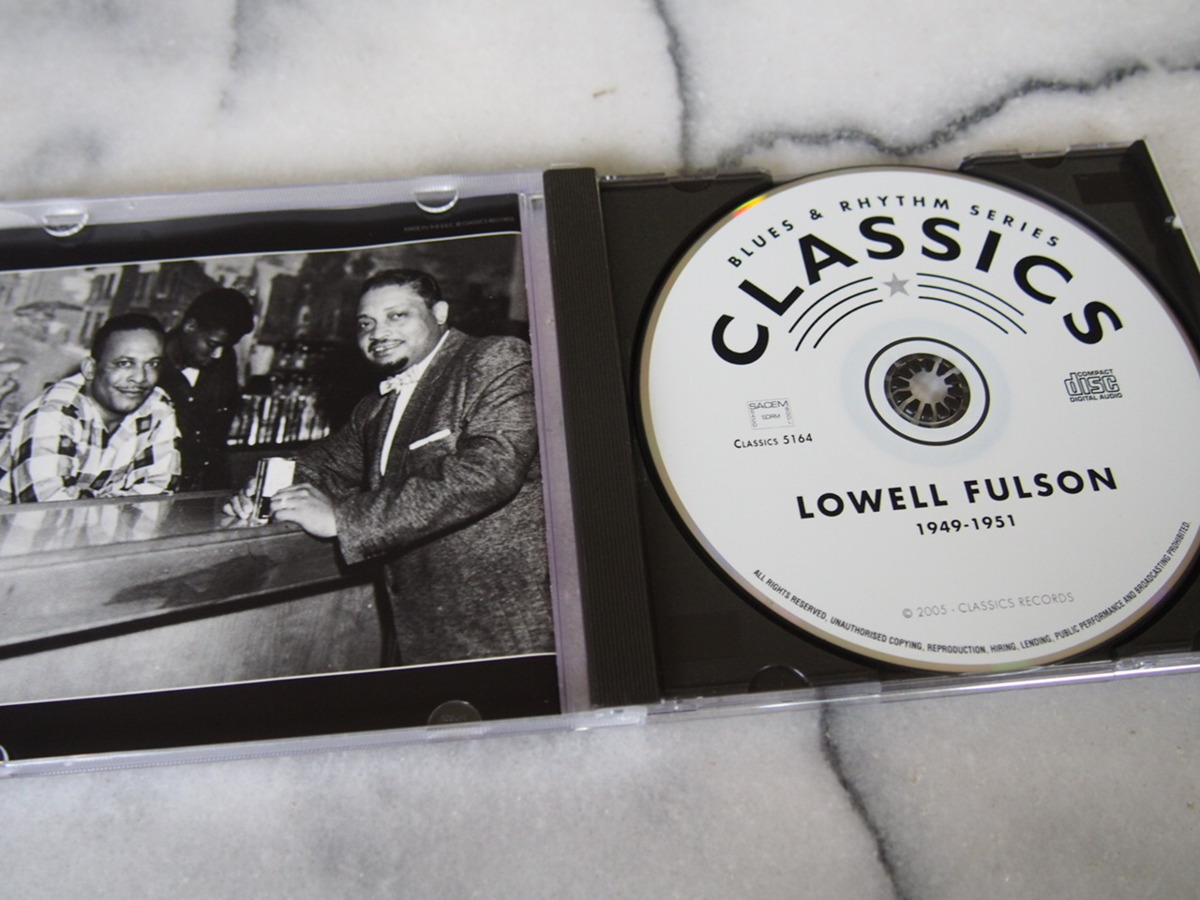 BLUES & RHYTHM SERIES
CLASSICS
COMPACT
disc
DIGITAL AUDIO
SACEM
SDRM
CLASSICS 5164
LOWELL FULSON
1949-1951
© 2005 - CLASSICS RECORDS
ALL RIGHTS RESERVED, UNAUTHORISED COPYING, REPRODUCTION, HIRING, LENDING, PUBLIC PERFORMANCE AND BROADCASTING PROHIBITED.